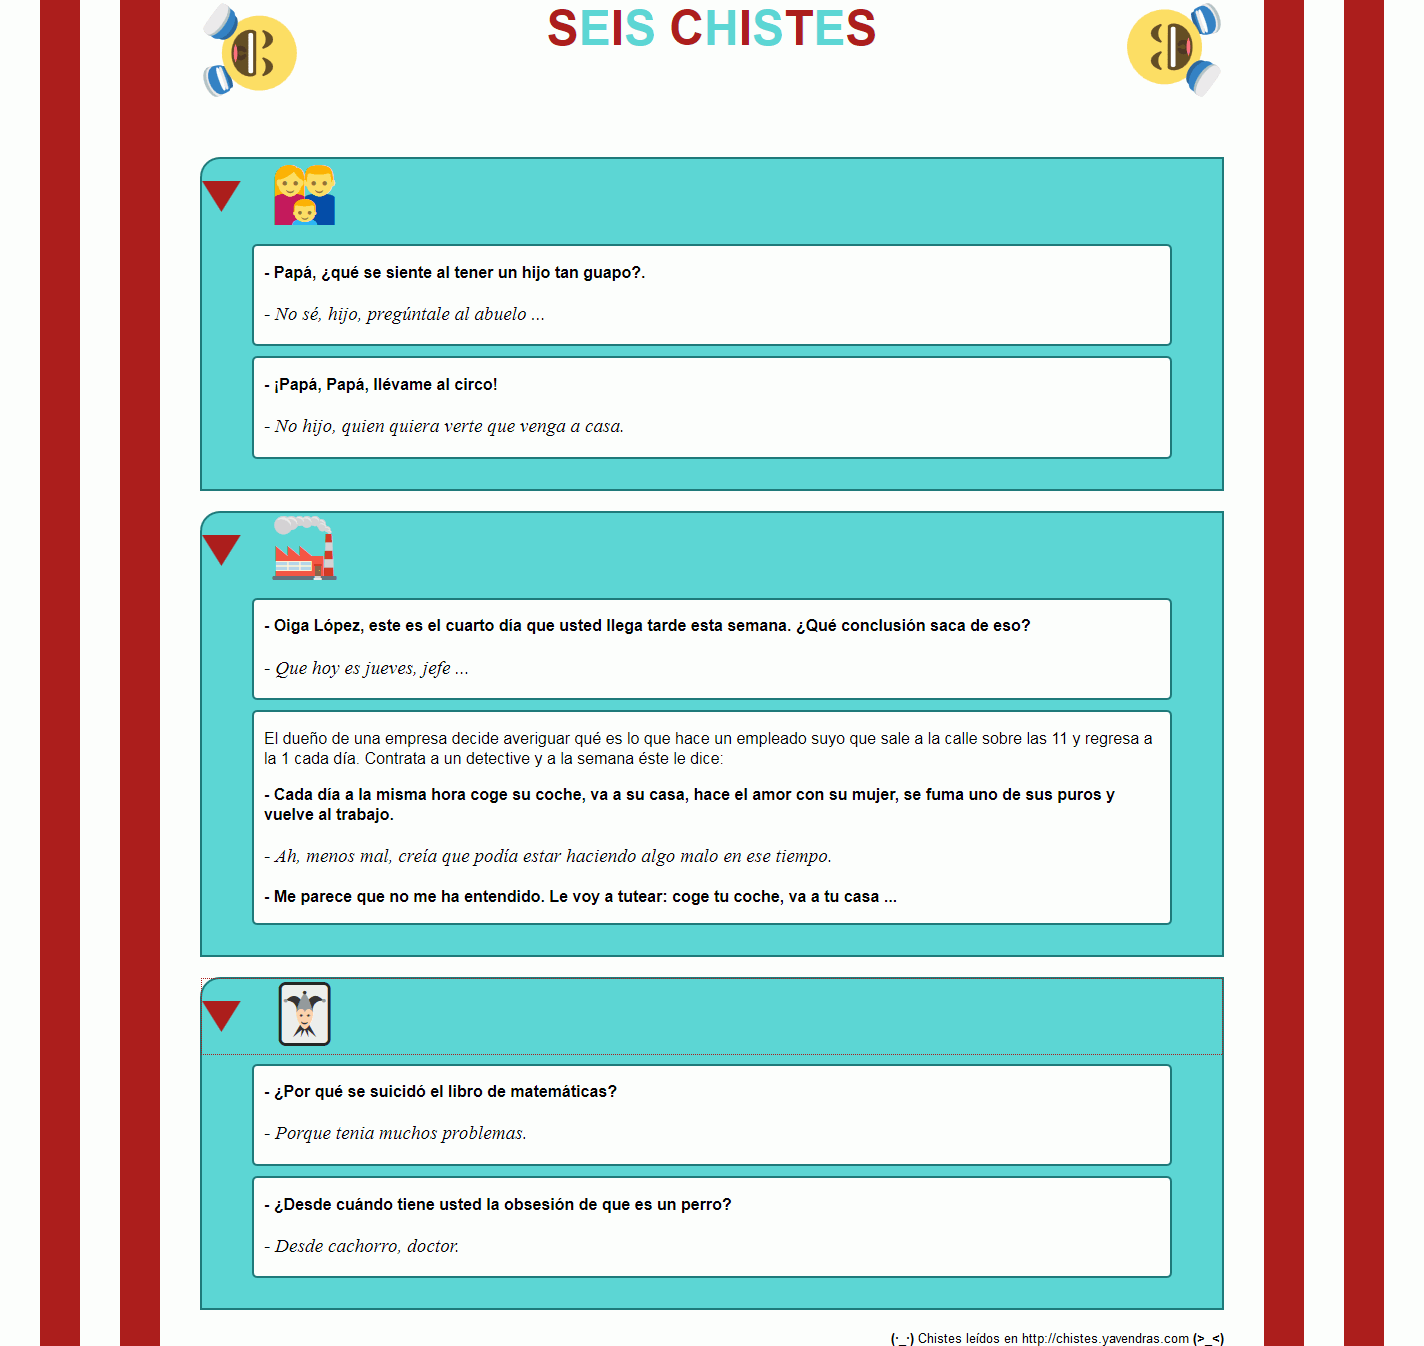 SEIS CHISTES
- Papá, ¿qué se siente al tener un hijo tan guapo?.
- No sé, hijo, pregúntale al abuelo ...
- ¡Papá, Papá, llévame al circo!
- No hijo, quien quiera verte que venga a casa.
- Oiga López, este es el cuarto día que usted llega tarde esta semana. ¿Qué conclusión saca de eso?
- Que hoy es jueves, jefe ...
El dueño de una empresa decide averiguar qué es lo que hace un empleado suyo que sale a la calle sobre las 11 y regresa a
la 1 cada día. Contrata a un detective y a la semana éste le dice:
- Cada día a la misma hora coge su coche, va a su casa, hace el amor con su mujer, se fuma uno de sus puros y
vuelve al trabajo.
- Ah, menos mal, creía que podía estar haciendo algo malo en ese tiempo.
- Me parece que no me ha entendido. Le voy a tutear: coge tu coche, va a tu casa ...
- ¿Por qué se suicidó el libro de matemáticas?
- Porque tenia muchos problemas.
- ¿Desde cuándo tiene usted la obsesión de que es un perro?
- Desde cachorro, doctor.
(·_·) Chistes leídos en http://chistes.yavendras.com (>_<)